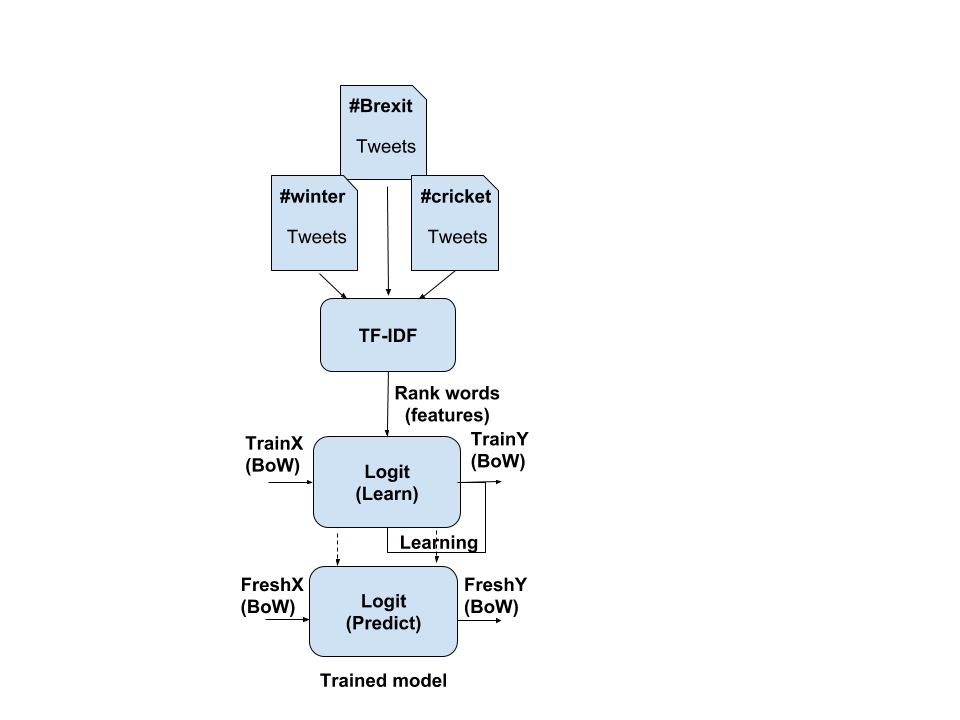 #Brexit
Tweets
#winter
Tweets
#cricket
Tweets
TF-IDF
Rank words
(features)
TrainX
(BoW)
Logit
(Learn)
TrainY
(BoW)
Learning
FreshX
(BoW)
Logit
(Predict)
FreshY
(BoW)
Trained model